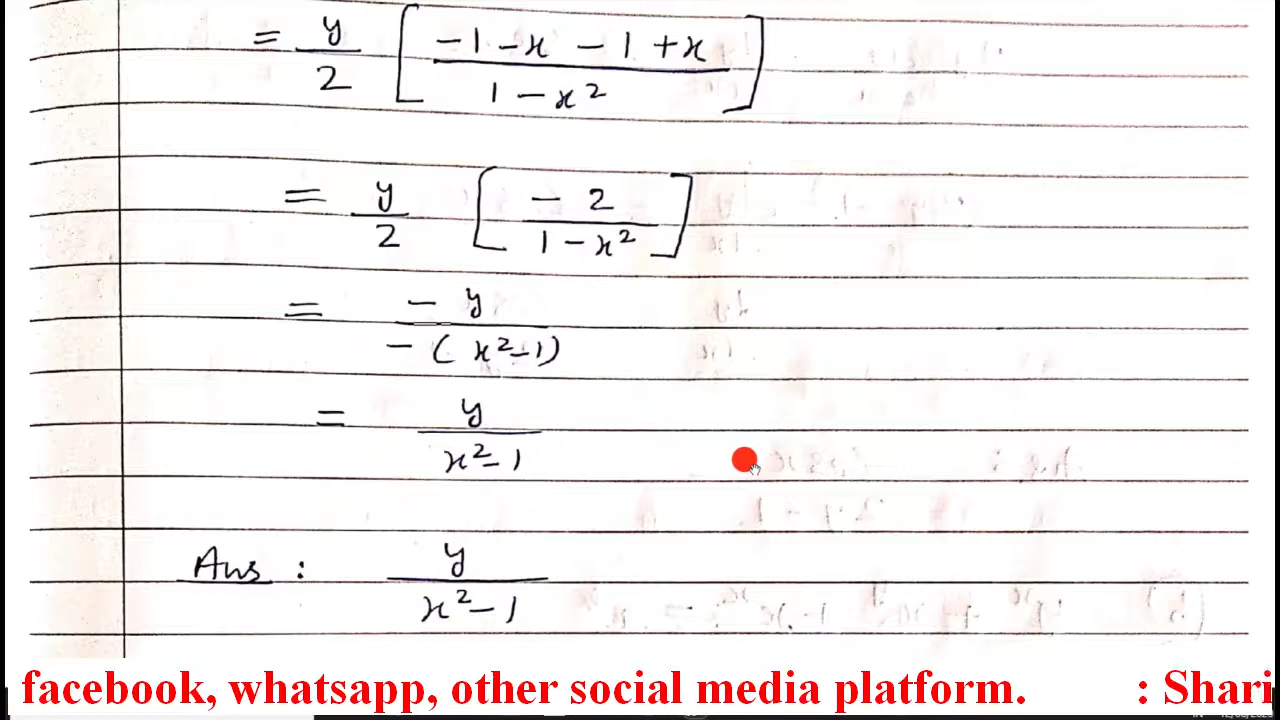 = y/2 [ (-1 - x - 1 + x) / (1 - x²) ]
= y/2 [ -2 / (1 - x²) ]
= -y / -(x² - 1)
= y / (x² - 1)
Ans : y / (x² - 1)
facebook, whatsapp, other social media platform. : Shari